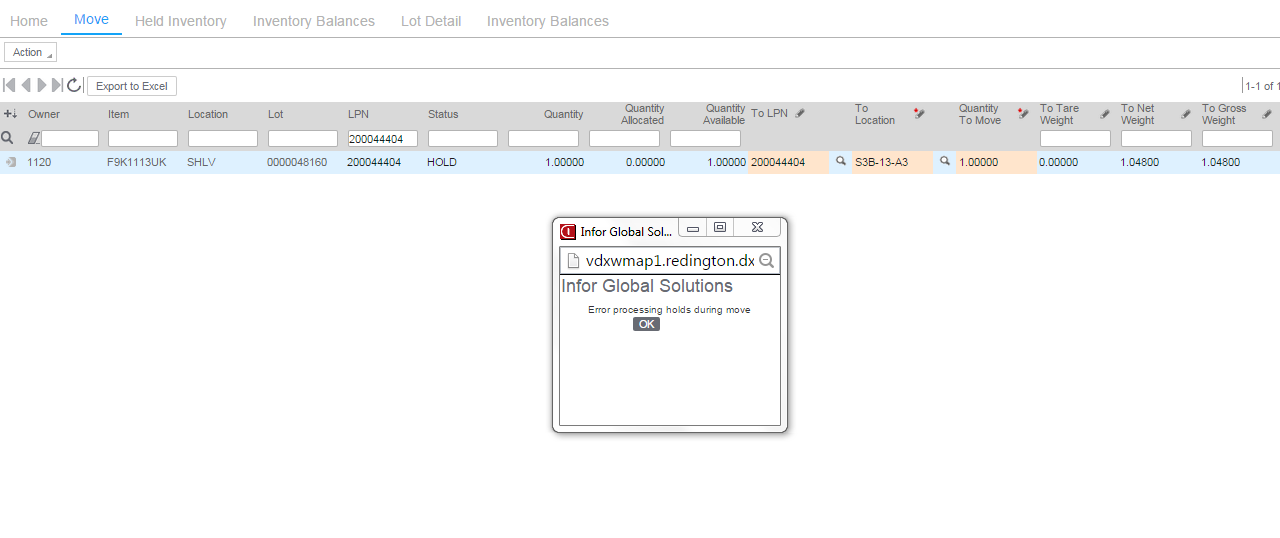 Home Move Held Inventory Inventory Balances Lot Detail Inventory Balances
Action
Export to Excel 1-1 of 1
Owner Item Location Lot LPN Status Quantity Quantity Allocated Quantity Available To LPN To Location Quantity To Move To Tare Weight To Net Weight To Gross Weight
200044404
1120 F9K1113UK SHLV 0000048160 200044404 HOLD 1.00000 0.00000 1.00000 200044404 S3B-13-A3 1.00000 0.00000 1.04800 1.04800
Infor Global Sol...
vdxwmap1.redington.dx
Infor Global Solutions
Error processing holds during move
OK